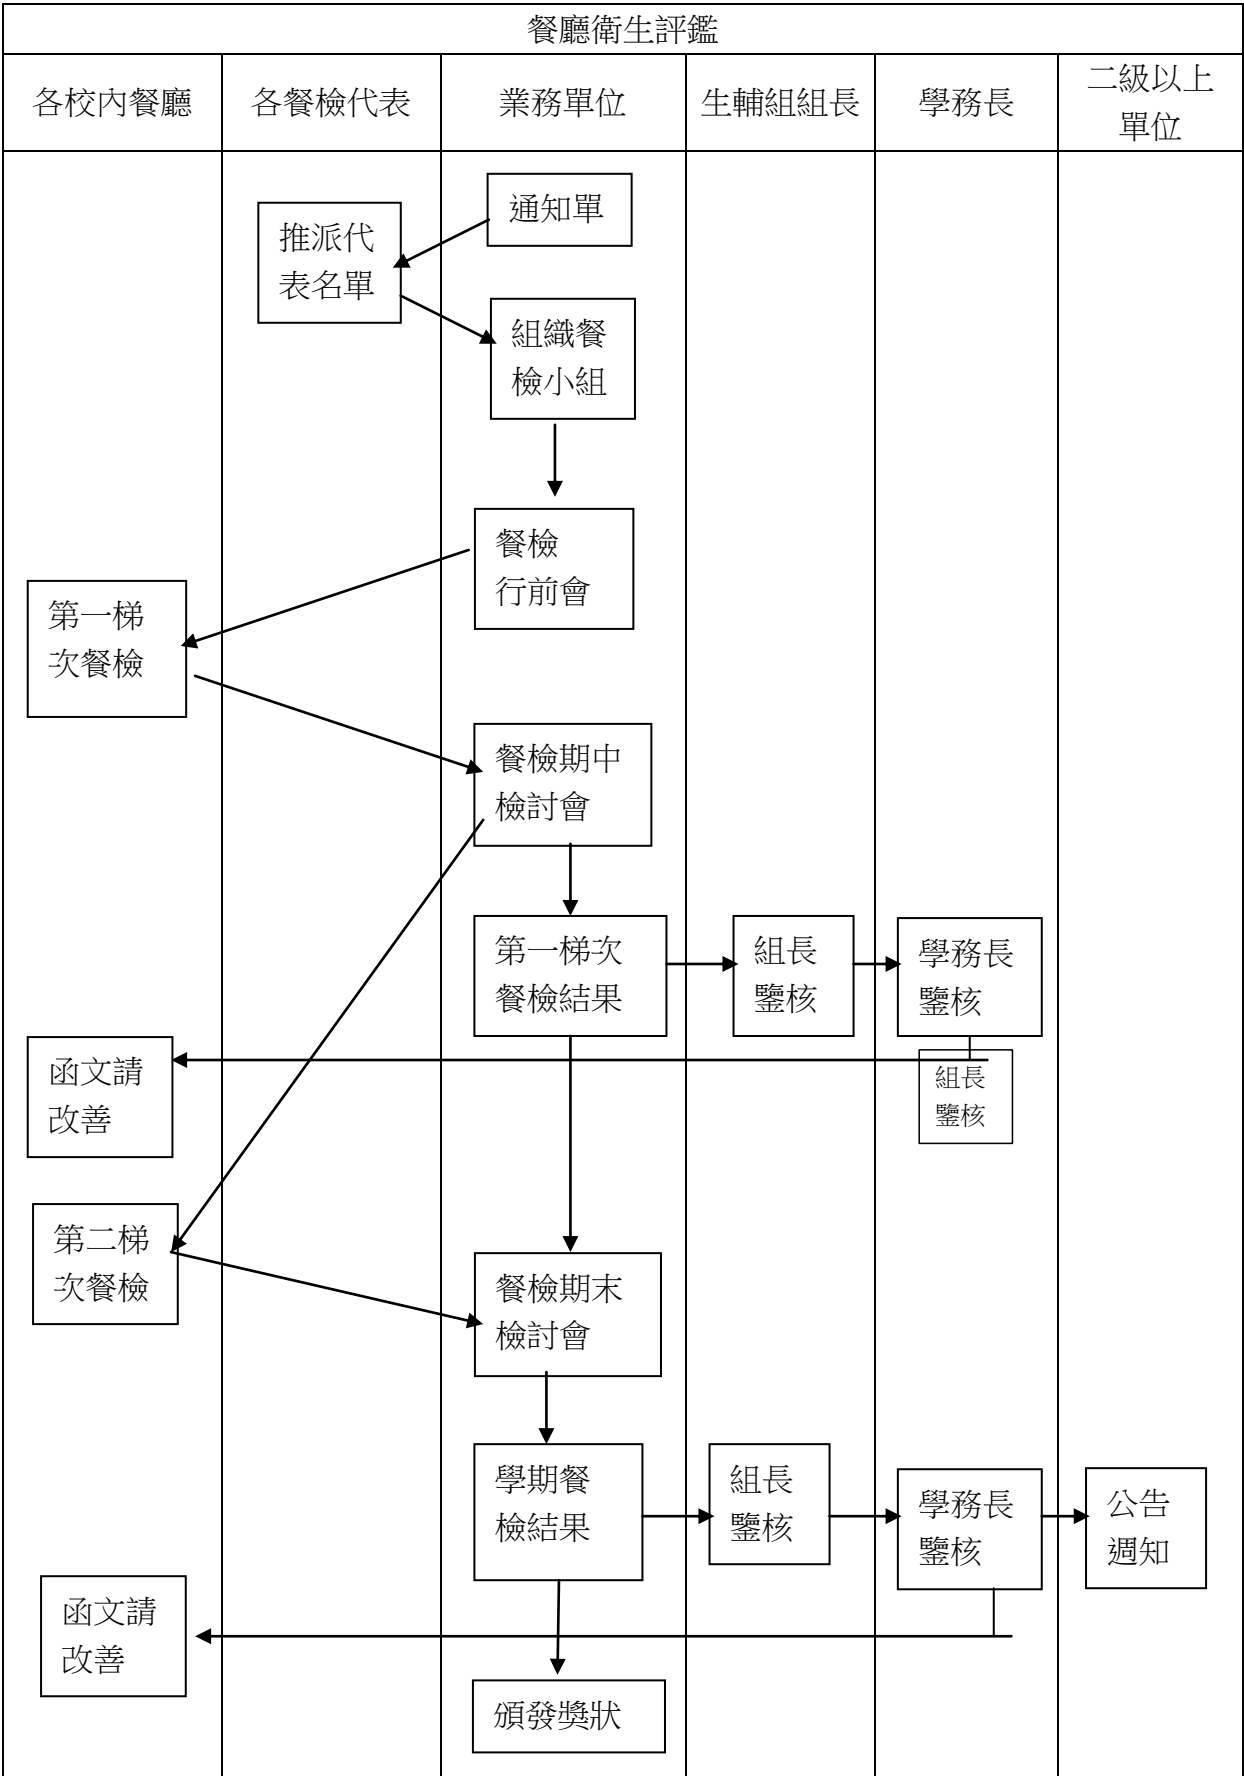 餐廳衛生評鑑
各校內餐廳
各餐檢代表
業務單位
生輔組組長
學務長
二級以上
單位
通知單
推派代
表名單
組織餐
檢小組
餐檢
行前會
第一梯
次餐檢
餐檢期中
檢討會
第一梯次
餐檢結果
組長
鑒核
學務長
鑒核
函文請
改善
組長
鑒核
第二梯
次餐檢
餐檢期末
檢討會
學期餐
檢結果
組長
鑒核
學務長
鑒核
公告
週知
函文請
改善
頒發獎狀